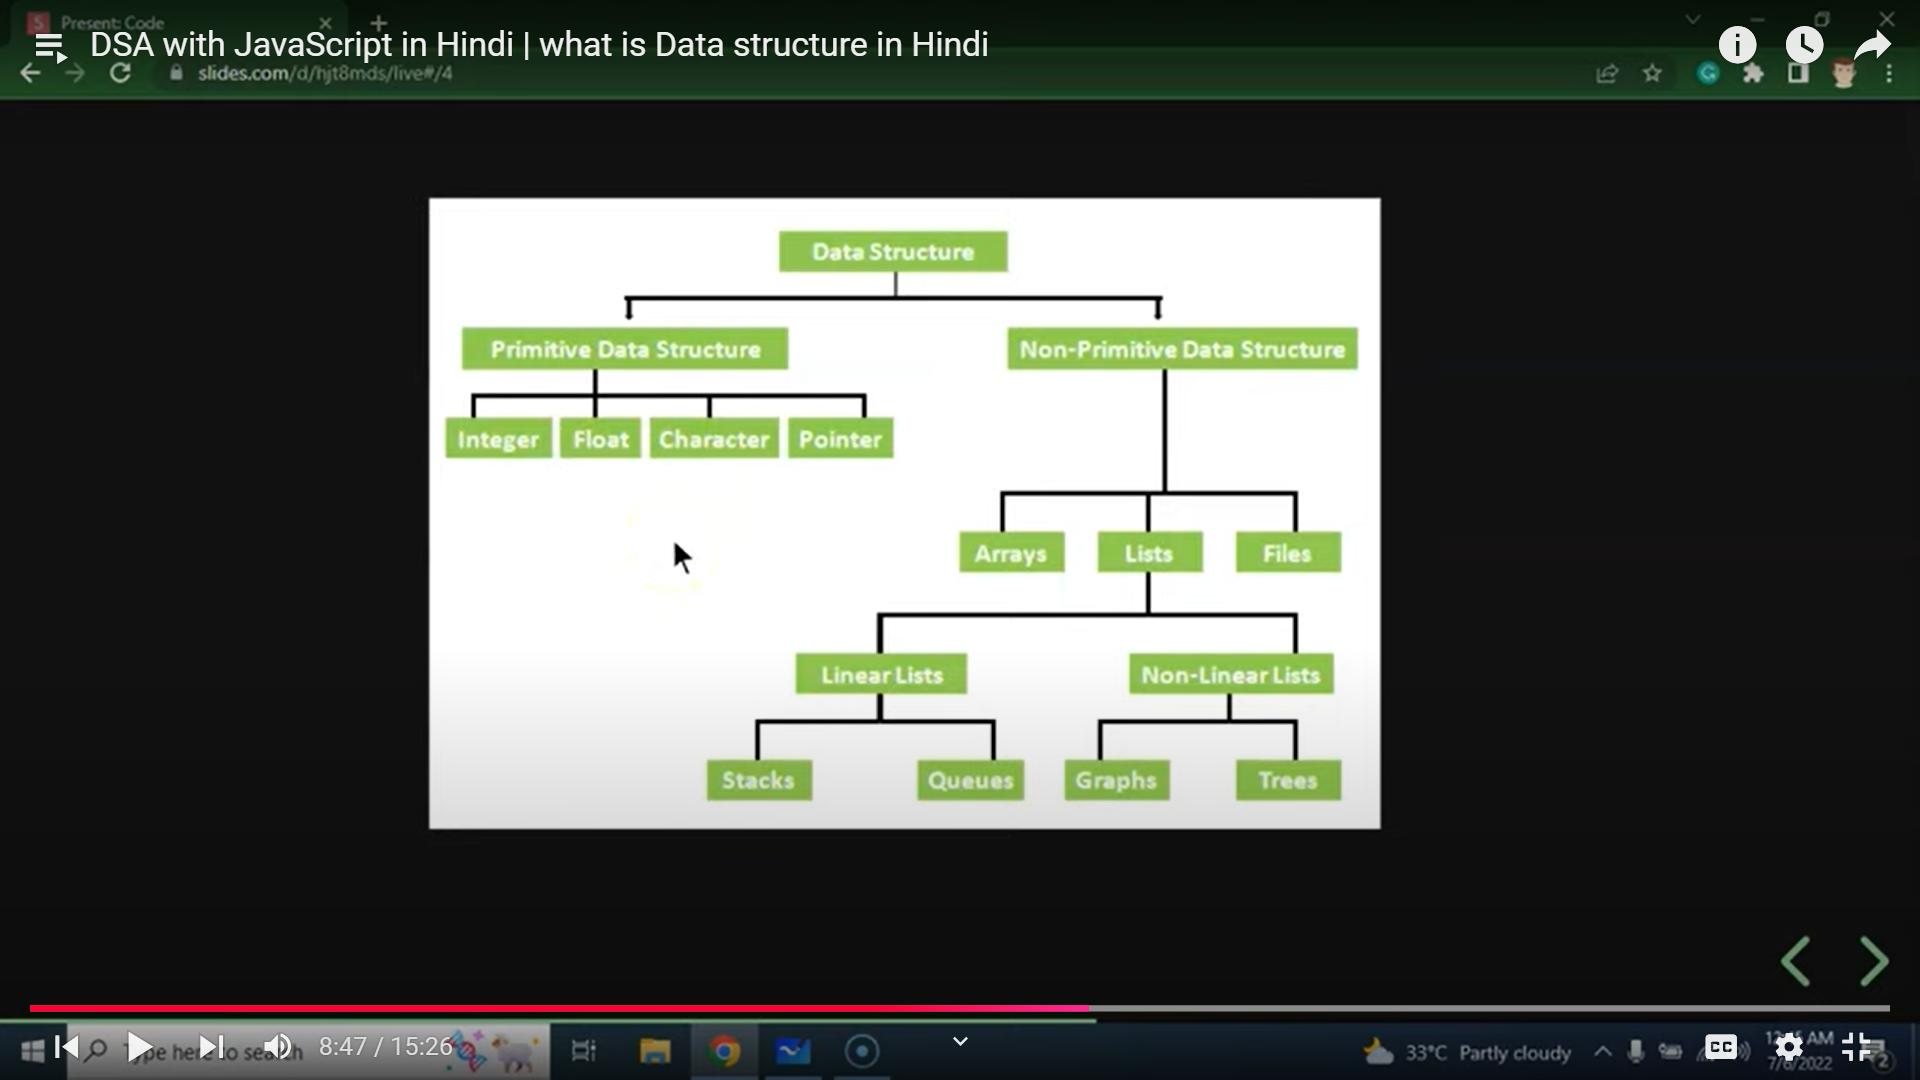 Present: Code
DSA with JavaScript in Hindi | what is Data structure in Hindi
slides.com/d/hjt8mds/live#/4
Data Structure
Primitive Data Structure
Non-Primitive Data Structure
Integer
Float
Character
Pointer
Arrays
Lists
Files
Linear Lists
Non-Linear Lists
Stacks
Queues
Graphs
Trees
Type here to search
8:47 / 15:26
33°C Partly cloudy
CC
AM
7/6/2022
2